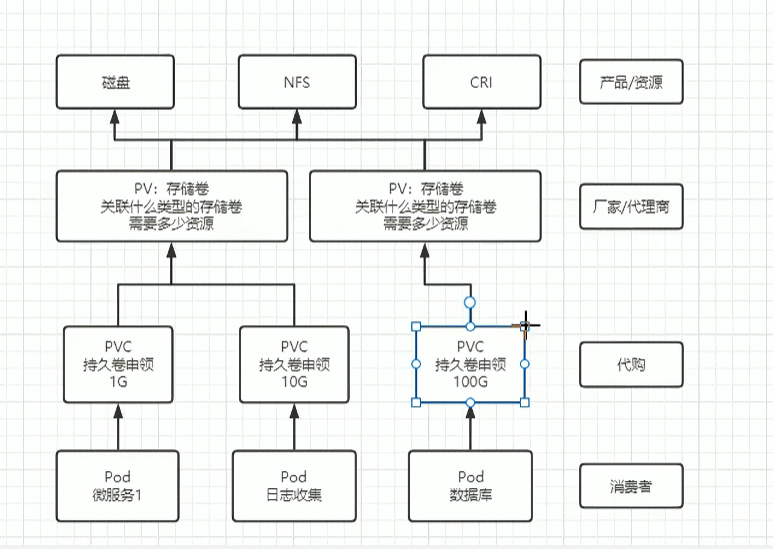 磁盘
NFS
CRI
产品/资源
PV：存储卷
关联什么类型的存储卷
需要多少资源
PV：存储卷
关联什么类型的存储卷
需要多少资源
厂家/代理商
PVC
持久卷申领
1G
PVC
持久卷申领
10G
PVC
持久卷申领
100G
代购
Pod
微服务1
Pod
日志收集
Pod
数据库
消费者